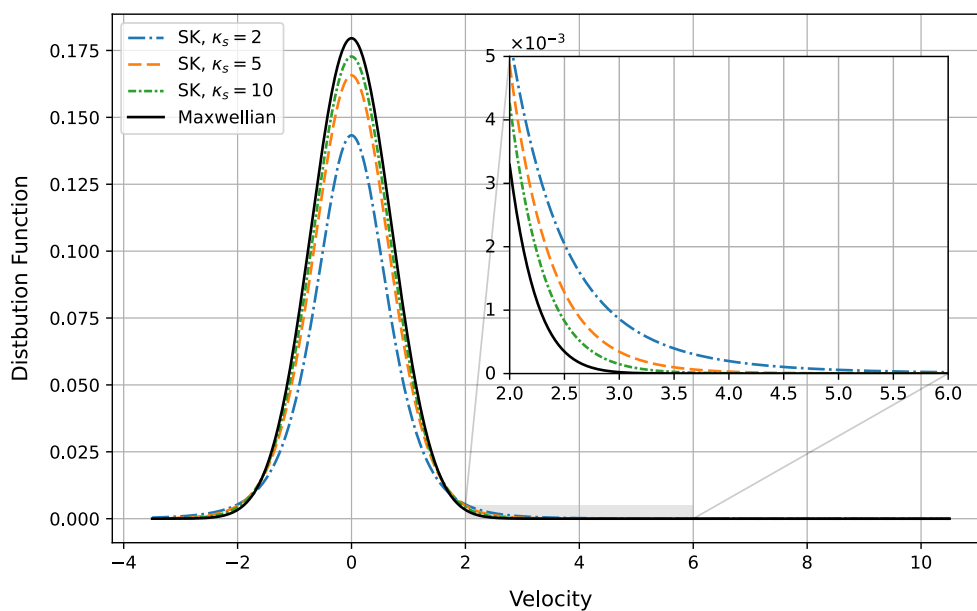 SK, κs = 2
SK, κs = 5
SK, κs = 10
Maxwellian
Distbution Function
0.175
0.150
0.125
0.100
0.075
0.050
0.025
0.000
−4 −2 0 2 4 6 8 10
Velocity
×10−3
5
4
3
2
1
0
2.0 2.5 3.0 3.5 4.0 4.5 5.0 5.5 6.0